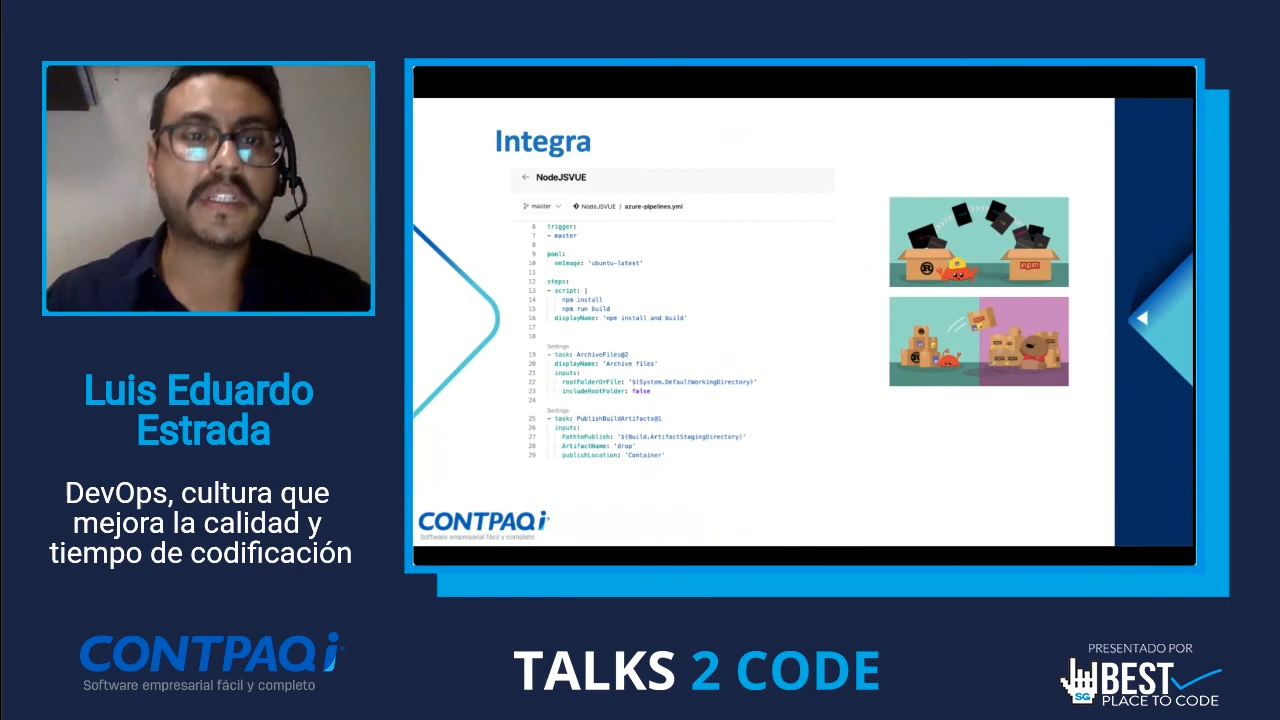 Luis Eduardo
Estrada
DevOps, cultura que
mejora la calidad y
tiempo de codificación
CONTPAQi
Software empresarial fácil y completo
Integra
← NodeJSVUE
master
NodeJSVUE / azure-pipelines.yml
6 trigger:
7 - master
8
9 pool:
10 vmImage: 'ubuntu-latest'
11
12 steps:
13 - script: |
14 npm install
15 npm run build
16 displayName: 'npm install and build'
17
18
Settings
19 - task: ArchiveFiles@2
20 displayName: 'Archive files'
21 inputs:
22 rootFolderOrFile: '$(System.DefaultWorkingDirectory)'
23 includeRootFolder: false
24
Settings
25 - task: PublishBuildArtifacts@1
26 inputs:
27 PathtoPublish: '$(Build.ArtifactStagingDirectory)'
28 ArtifactName: 'drop'
29 publishLocation: 'Container'
npm
CONTPAQi
Software empresarial fácil y completo
TALKS 2 CODE
PRESENTADO POR
SG
BEST
PLACE TO CODE